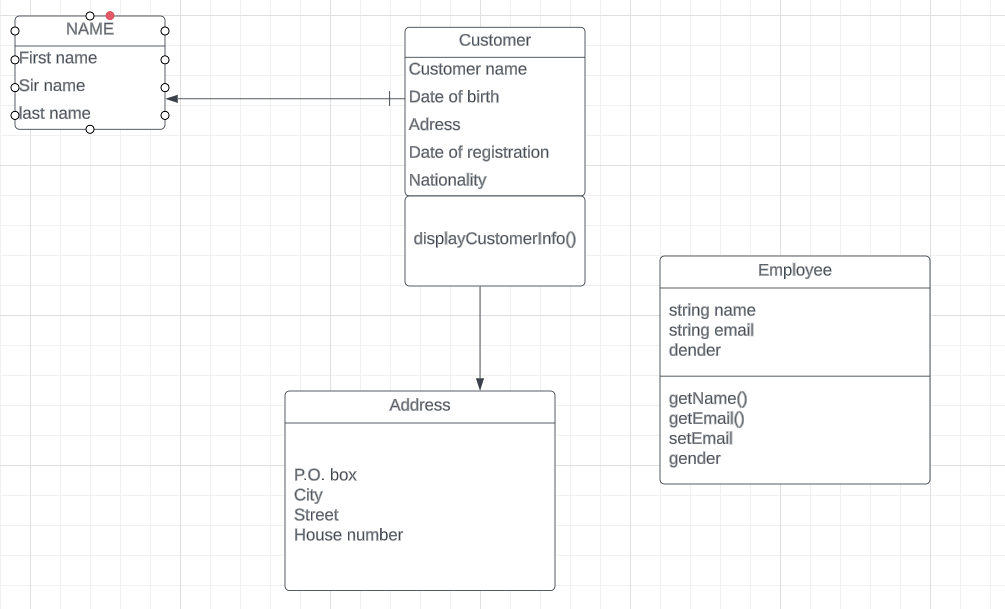 NAME
First name
Sir name
last name
Customer
Customer name
Date of birth
Adress
Date of registration
Nationality
displayCustomerInfo()
Employee
string name
string email
dender
getName()
getEmail()
setEmail
gender
Address
P.O. box
City
Street
House number